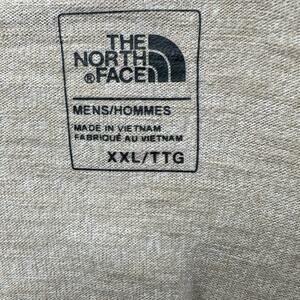 THE
NORTH
®FACE
MENS/HOMMES
MADE IN VIETNAM
FABRIQUÉ AU VIETNAM
XXL/TTG